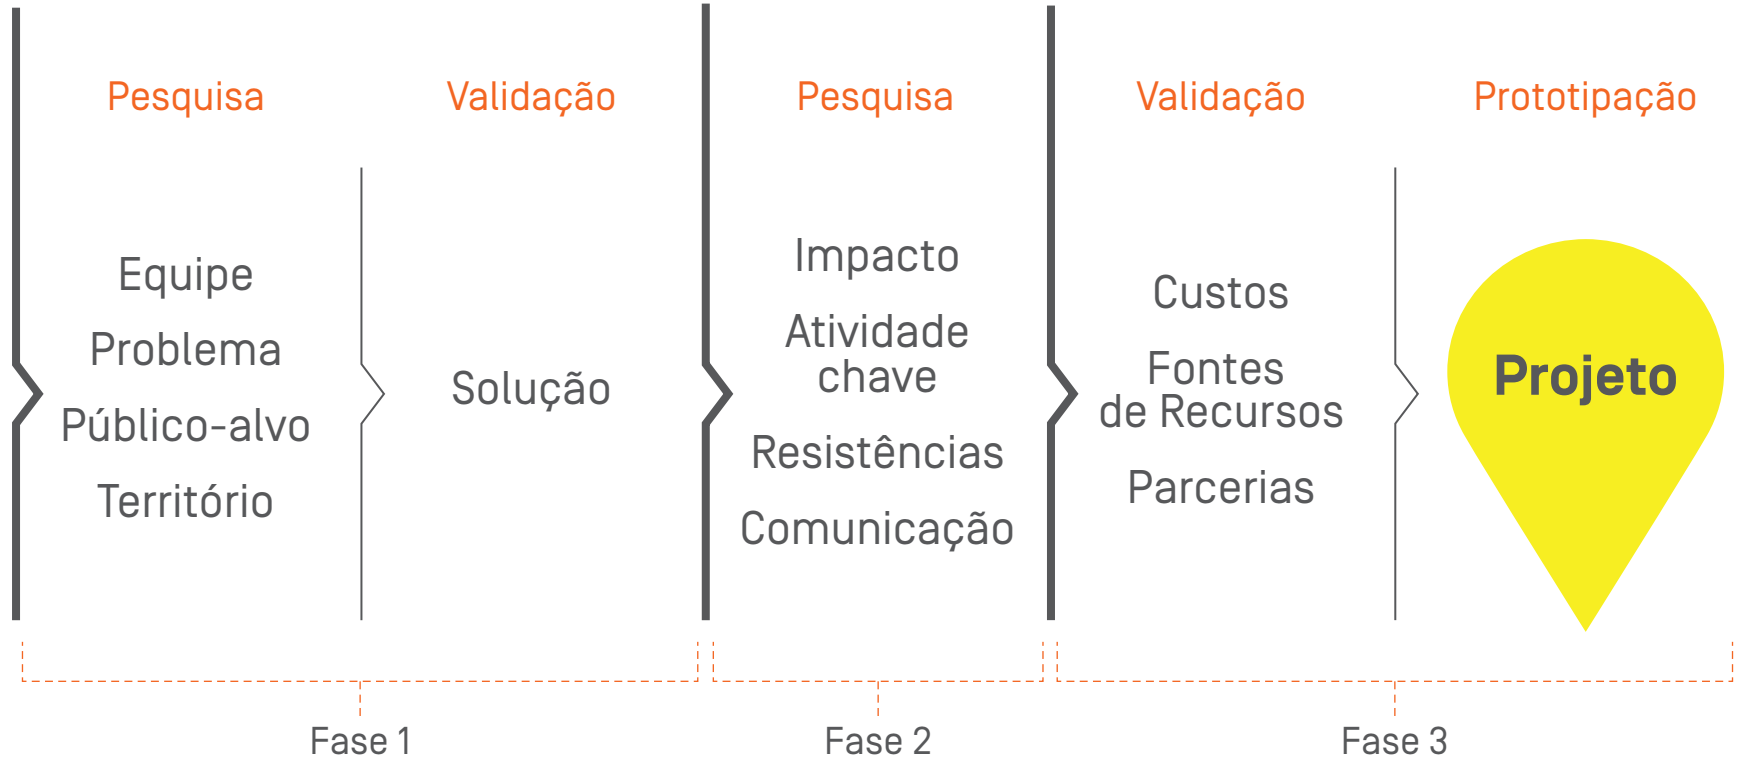 Pesquisa
Validação
Pesquisa
Validação
Prototipação
Equipe
Problema
Público-alvo
Território
Solução
Impacto
Atividade
chave
Resistências
Comunicação
Custos
Fontes
de Recursos
Parcerias
Projeto
Fase 1
Fase 2
Fase 3